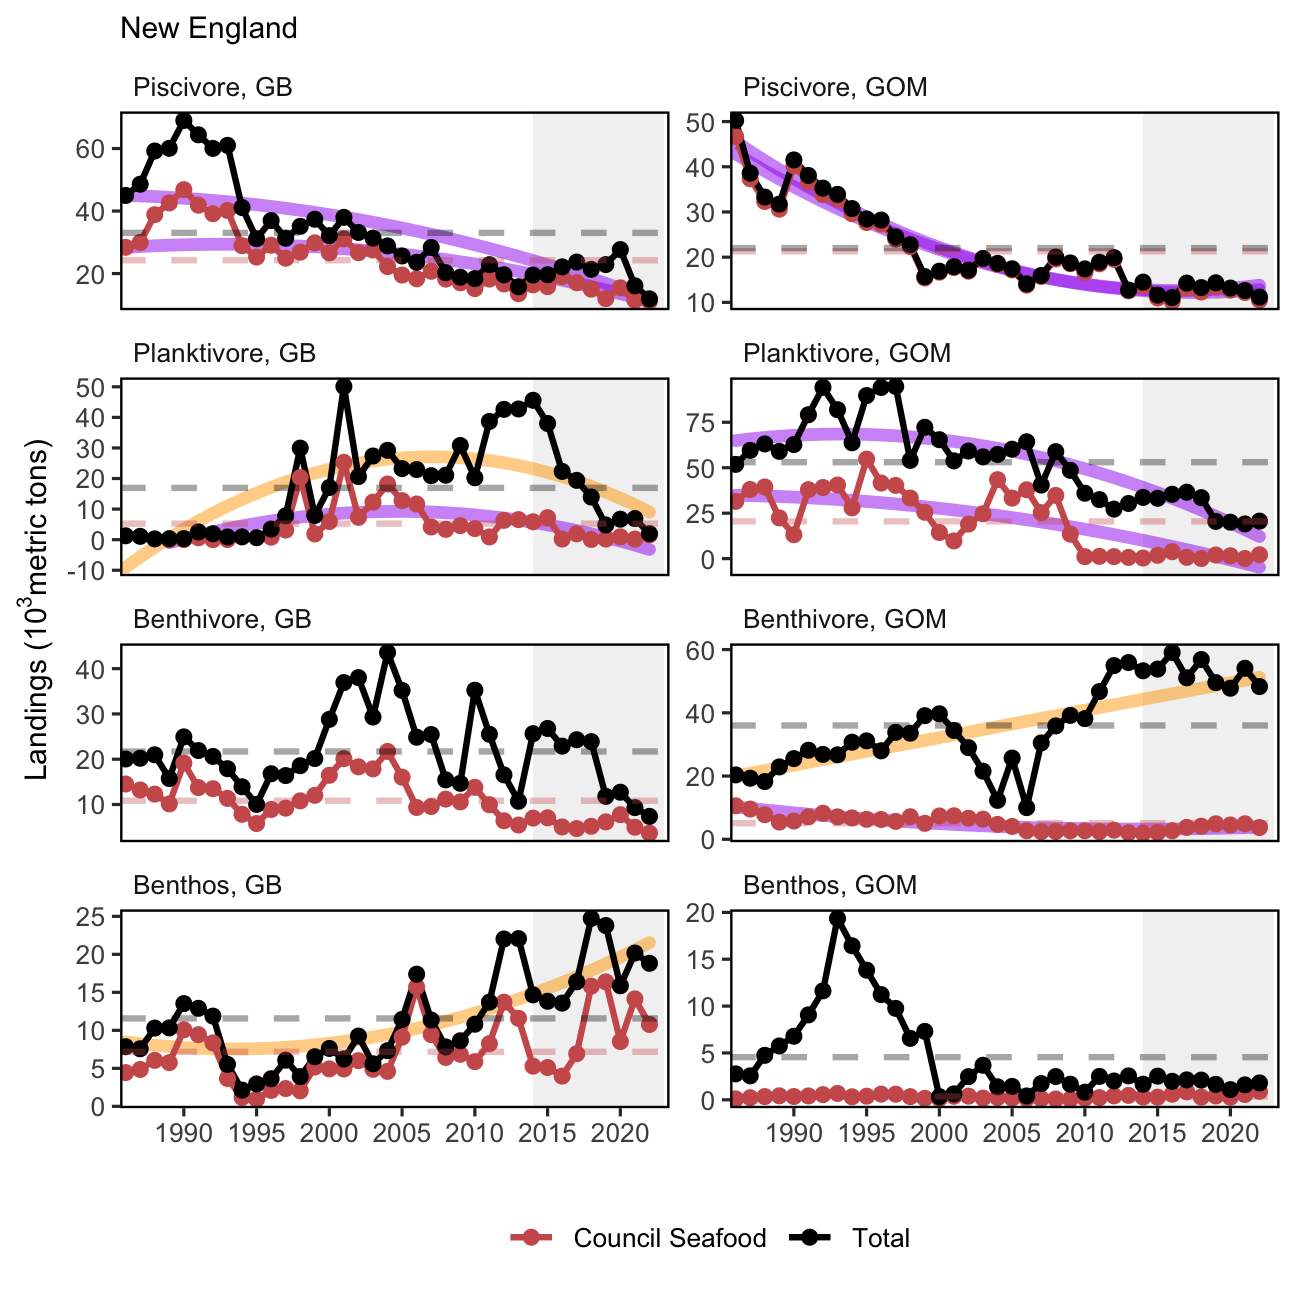 New England
Piscivore, GB
Piscivore, GOM
60
40
20
50
40
30
20
10
Planktivore, GB
Planktivore, GOM
50
40
30
20
10
0
-10
75
50
25
0
Landings (10³metric tons)
Benthivore, GB
Benthivore, GOM
40
30
20
10
60
40
20
0
Benthos, GB
Benthos, GOM
25
20
15
10
5
0
20
15
10
5
0
1990 1995 2000 2005 2010 2015 2020
1990 1995 2000 2005 2010 2015 2020
Council Seafood
Total